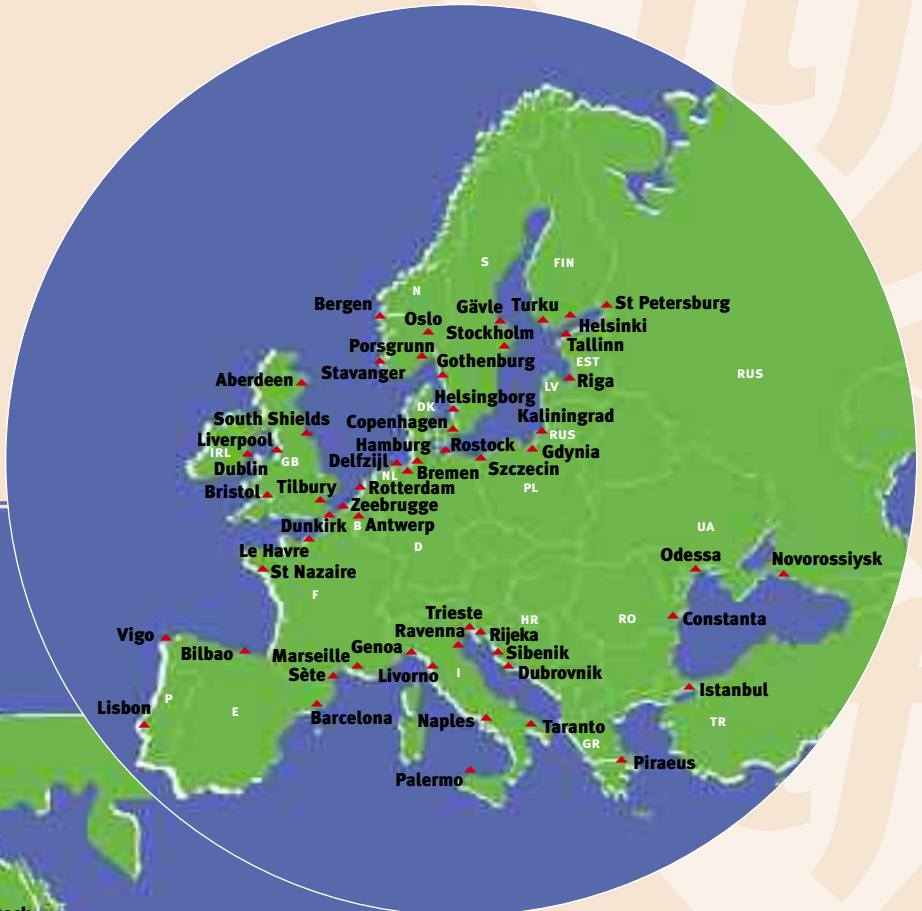 S
FIN
N
Bergen
Gävle
Turku
St Petersburg
Oslo
Stockholm
Helsinki
Tallinn
Porsgrunn
Gothenburg
EST
Stavanger
RUS
Aberdeen
Riga
LV
Helsingborg
DK
South Shields
Copenhagen
Kaliningrad
RUS
Liverpool
Hamburg
Rostock
IRL
GB
Delfzijl
Gdynia
Dublin
Bremen
Szczecin
NL
Bristol
Tilbury
Rotterdam
PL
Zeebrugge
Dunkirk
B
Antwerp
UA
D
Le Havre
Odessa
Novorossiysk
St Nazaire
F
Trieste
HR
RO
Constanta
Vigo
Ravenna
Rijeka
Bilbao
Marseille
Genoa
Sibenik
Sète
Livorno
I
Dubrovnik
P
Istanbul
Lisbon
E
Barcelona
Naples
Taranto
TR
GR
Palermo
Piraeus